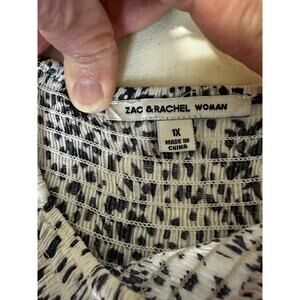 ZAC & RACHEL WOMAN
1X
MADE IN
CHINA